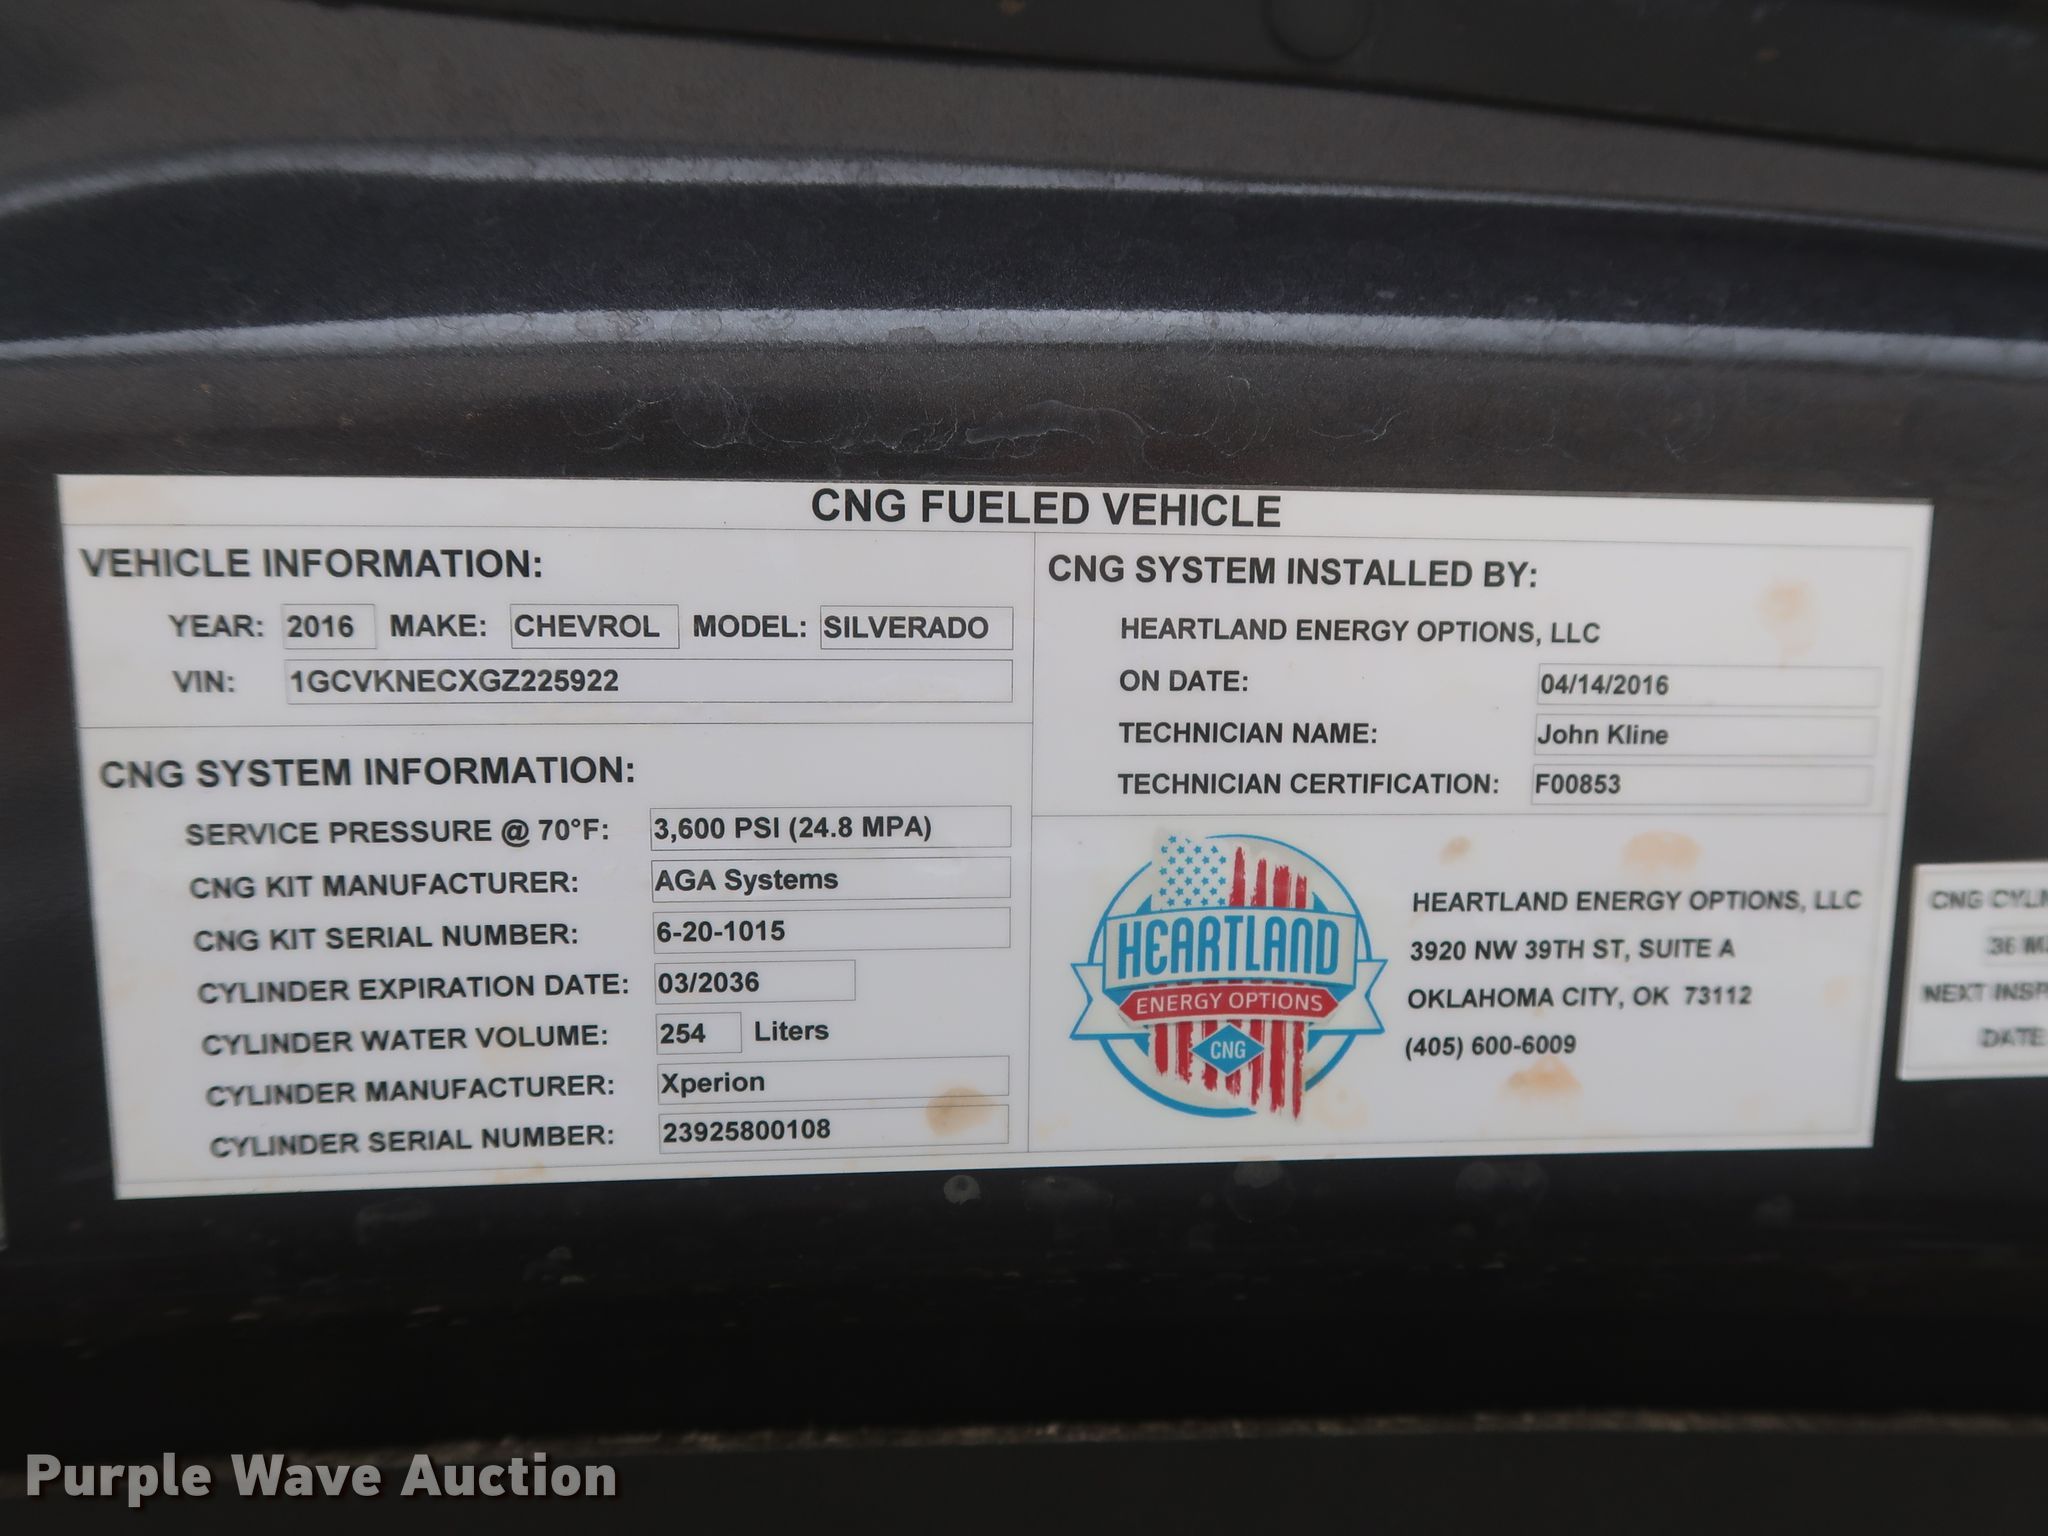 CNG FUELED VEHICLE
VEHICLE INFORMATION:
YEAR: 2016 MAKE: CHEVROL MODEL: SILVERADO
VIN: 1GCVKNECXGZ225922
CNG SYSTEM INFORMATION:
SERVICE PRESSURE @ 70°F: 3,600 PSI (24.8 MPA)
CNG KIT MANUFACTURER: AGA Systems
CNG KIT SERIAL NUMBER: 6-20-1015
CYLINDER EXPIRATION DATE: 03/2036
CYLINDER WATER VOLUME: 254 Liters
CYLINDER MANUFACTURER: Xperion
CYLINDER SERIAL NUMBER: 23925800108
CNG SYSTEM INSTALLED BY:
HEARTLAND ENERGY OPTIONS, LLC
ON DATE: 04/14/2016
TECHNICIAN NAME: John Kline
TECHNICIAN CERTIFICATION: F00853
HEARTLAND
ENERGY OPTIONS
CNG
HEARTLAND ENERGY OPTIONS, LLC
3920 NW 39TH ST, SUITE A
OKLAHOMA CITY, OK 73112
(405) 600-6009
CNG
36
NEXT
DATE
Purple Wave Auction